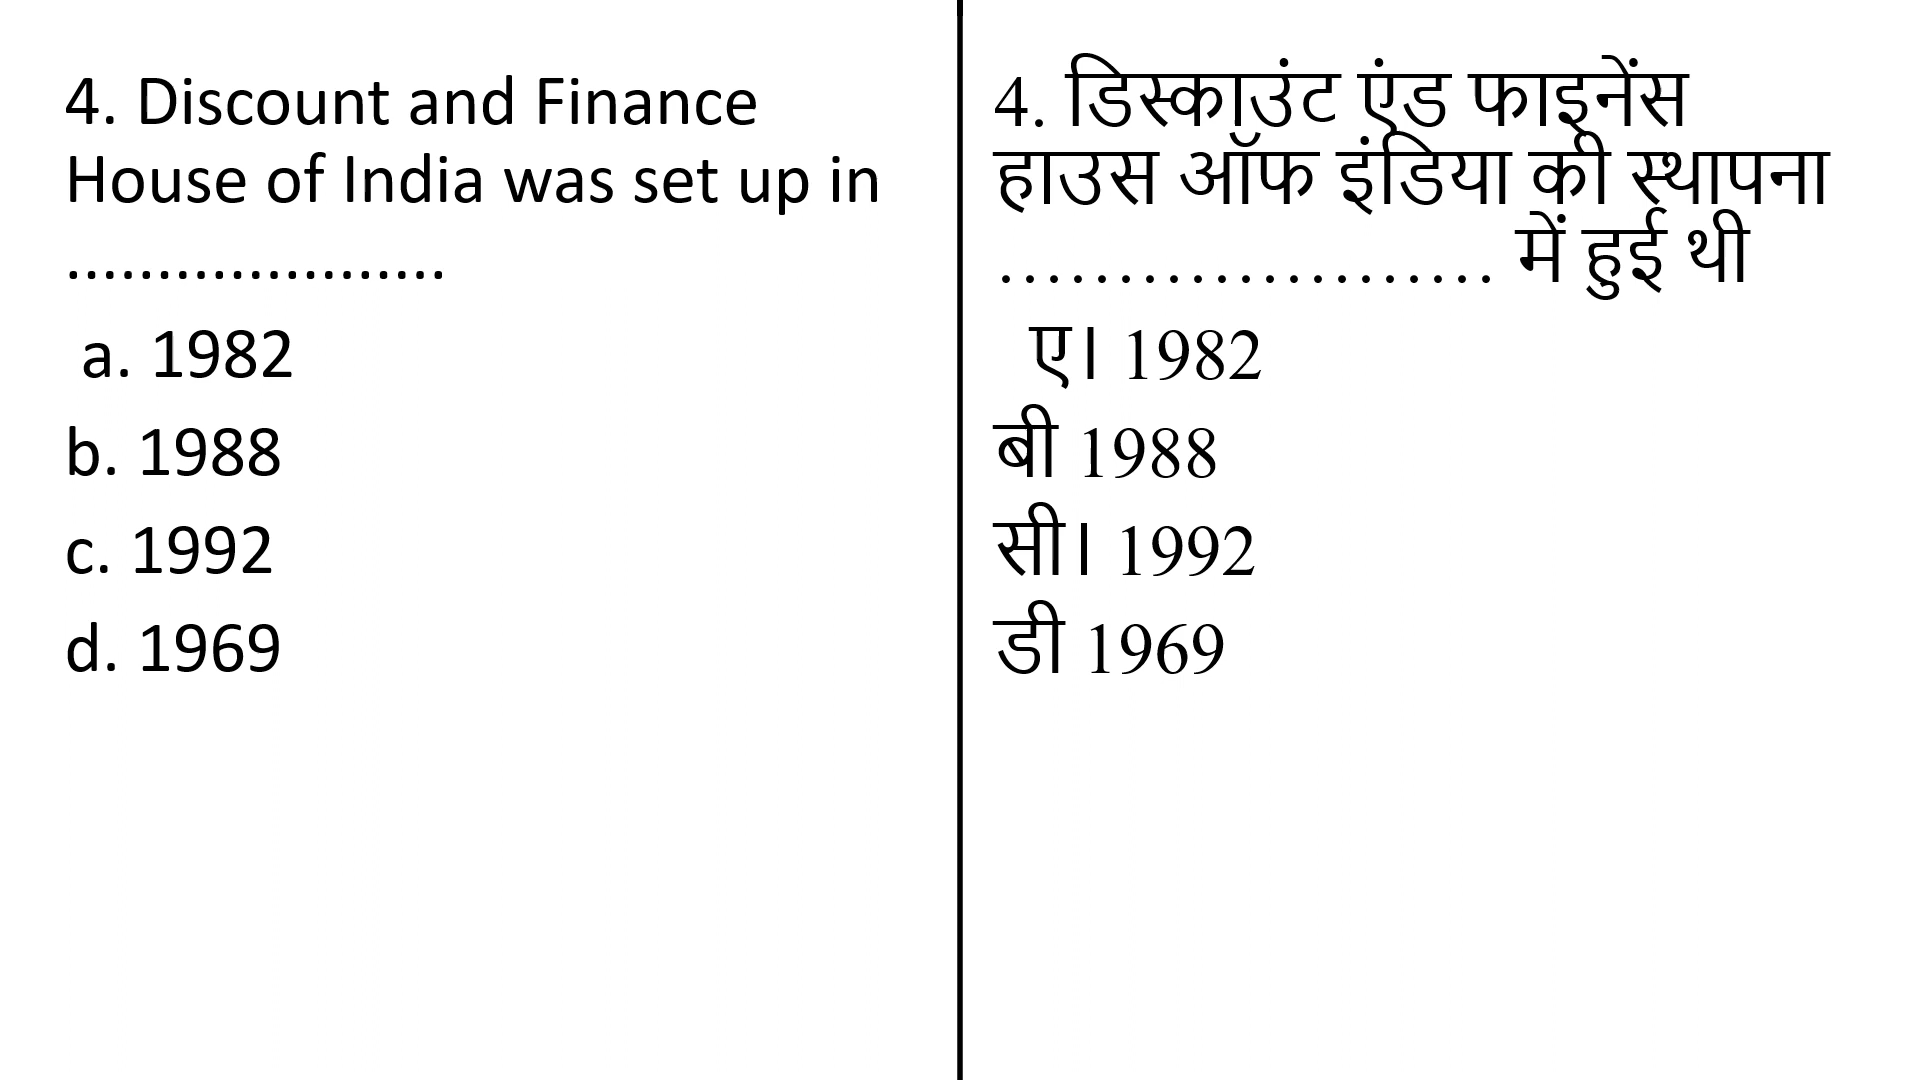 4. Discount and Finance
House of India was set up in
.....................
a. 1982
b. 1988
c. 1992
d. 1969
4. डिस्काउंट एंड फाइनेंस
हाउस ऑफ इंडिया की स्थापना
..................... में हुई थी
ए। 1982
बी 1988
सी। 1992
डी 1969